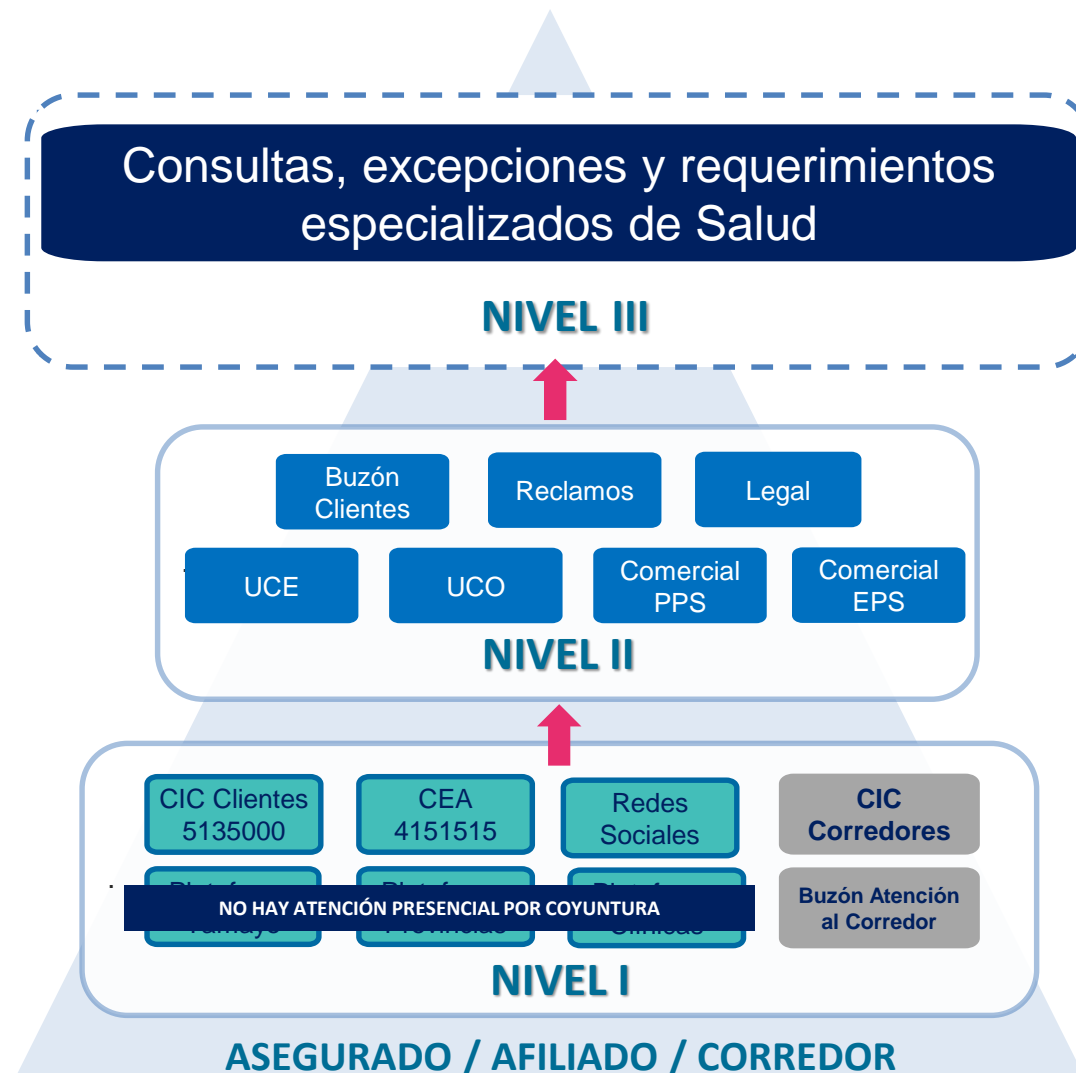 Consultas, excepciones y requerimientos
especializados de Salud
NIVEL III
Buzón
Clientes
Reclamos
Legal
UCE
UCO
Comercial
PPS
Comercial
EPS
NIVEL II
CIC Clientes
5135000
CEA
4151515
Redes
Sociales
CIC
Corredores
NO HAY ATENCIÓN PRESENCIAL POR COYUNTURA
Buzón Atención
al Corredor
NIVEL I
ASEGURADO / AFILIADO / CORREDOR